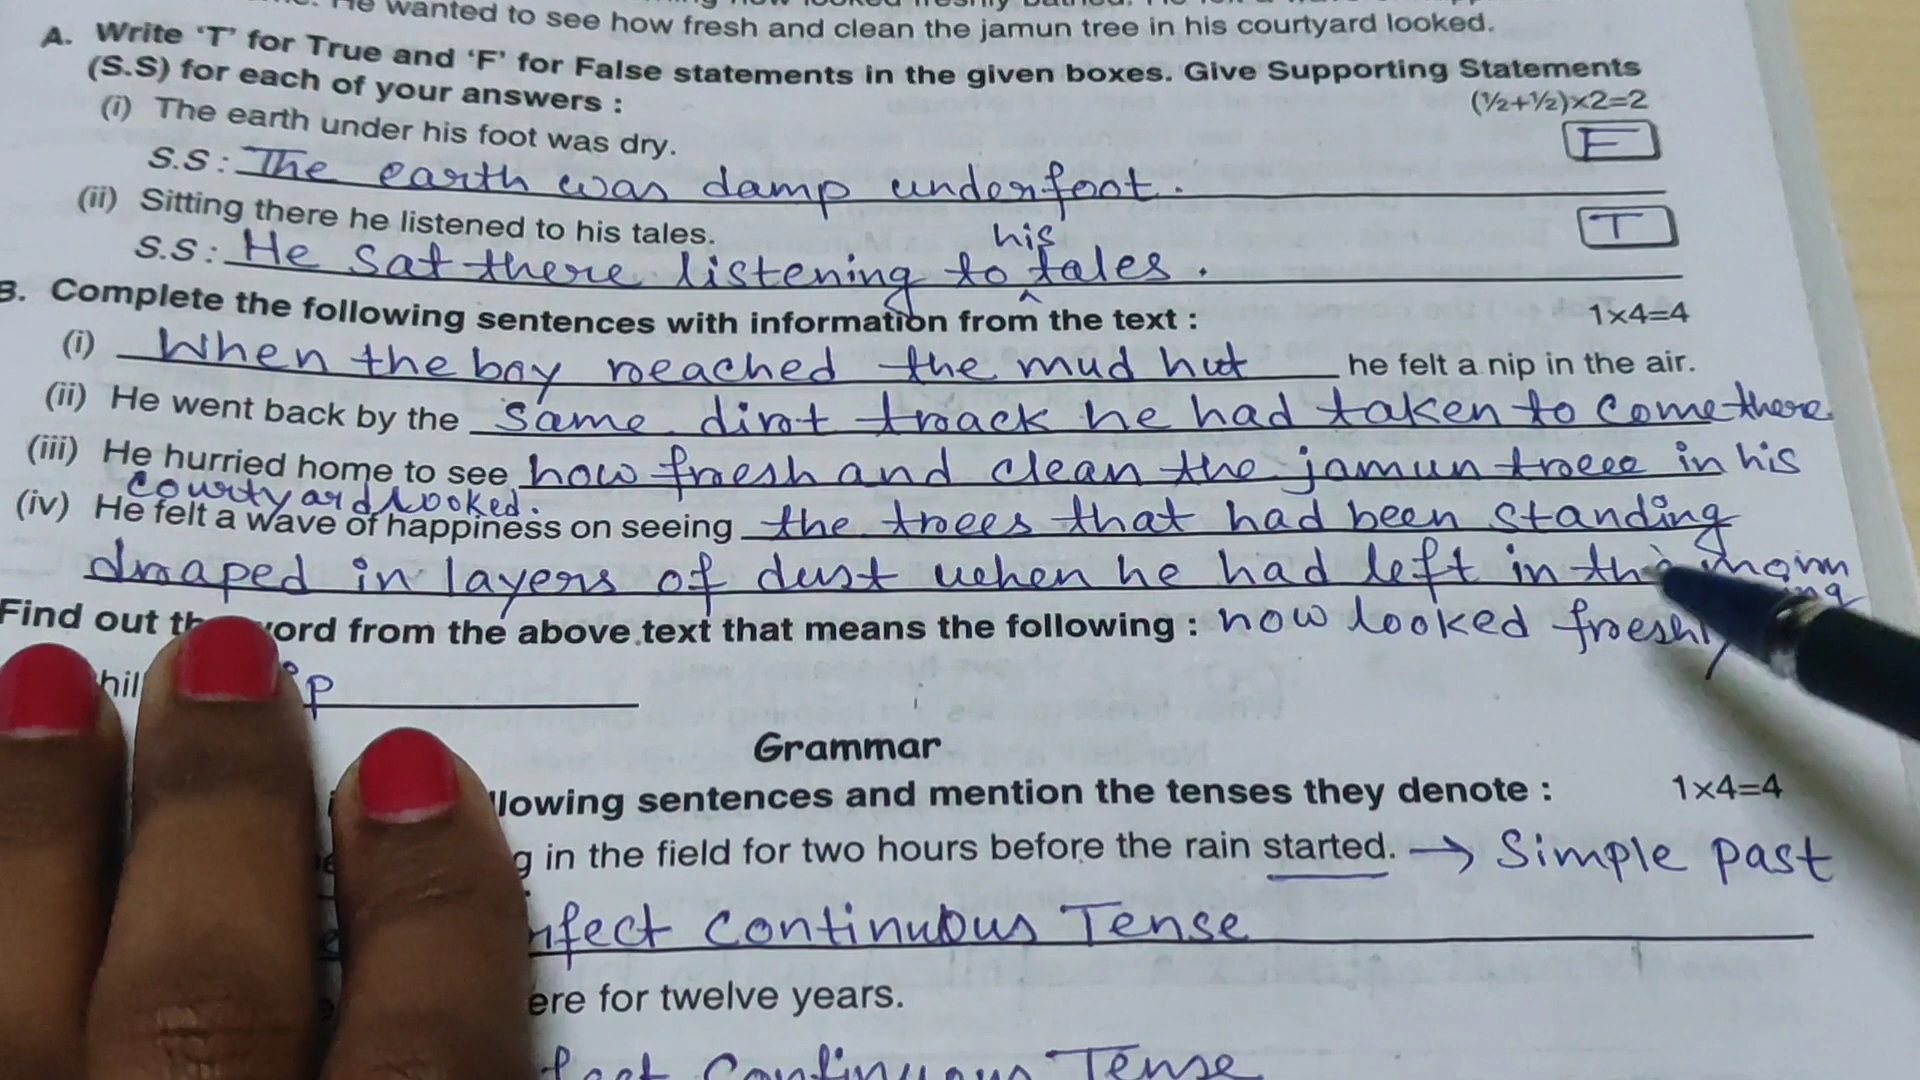 He wanted to see how fresh and clean the jamun tree in his courtyard looked.
A. Write 'T' for True and 'F' for False statements in the given boxes. Give Supporting Statements
(S.S) for each of your answers : (½+½)×2=2
(i) The earth under his foot was dry. F
S.S : The earth was damp underfoot.
(ii) Sitting there he listened to his tales. T
his
S.S : He sat there listening to ^ tales.
B. Complete the following sentences with information from the text : 1×4=4
(i) When the boy reached the mud hut he felt a nip in the air.
(ii) He went back by the same dirt track he had taken to come there
(iii) He hurried home to see how fresh and clean the jamun tree in his
courtyard looked.
(iv) He felt a wave of happiness on seeing the trees that had been standing
draped in layers of dust when he had left in the morning
Find out word from the above text that means the following : now looked freshly
Grammar
following sentences and mention the tenses they denote : 1×4=4
in the field for two hours before the rain started. → Simple past
Continuous Tense
for twelve years.
Continuous Tense